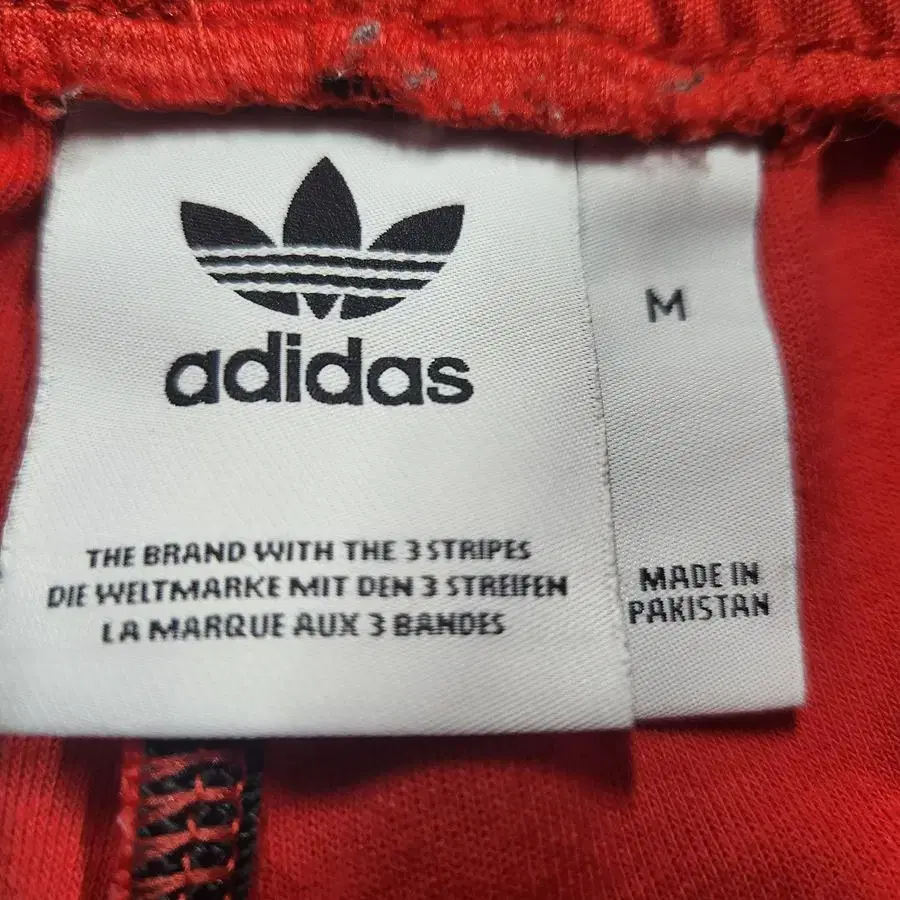 adidas
THE BRAND WITH THE 3 STRIPES
DIE WELTMARKE MIT DEN 3 STREIFEN
LA MARQUE AUX 3 BANDES
M
MADE IN
PAKISTAN